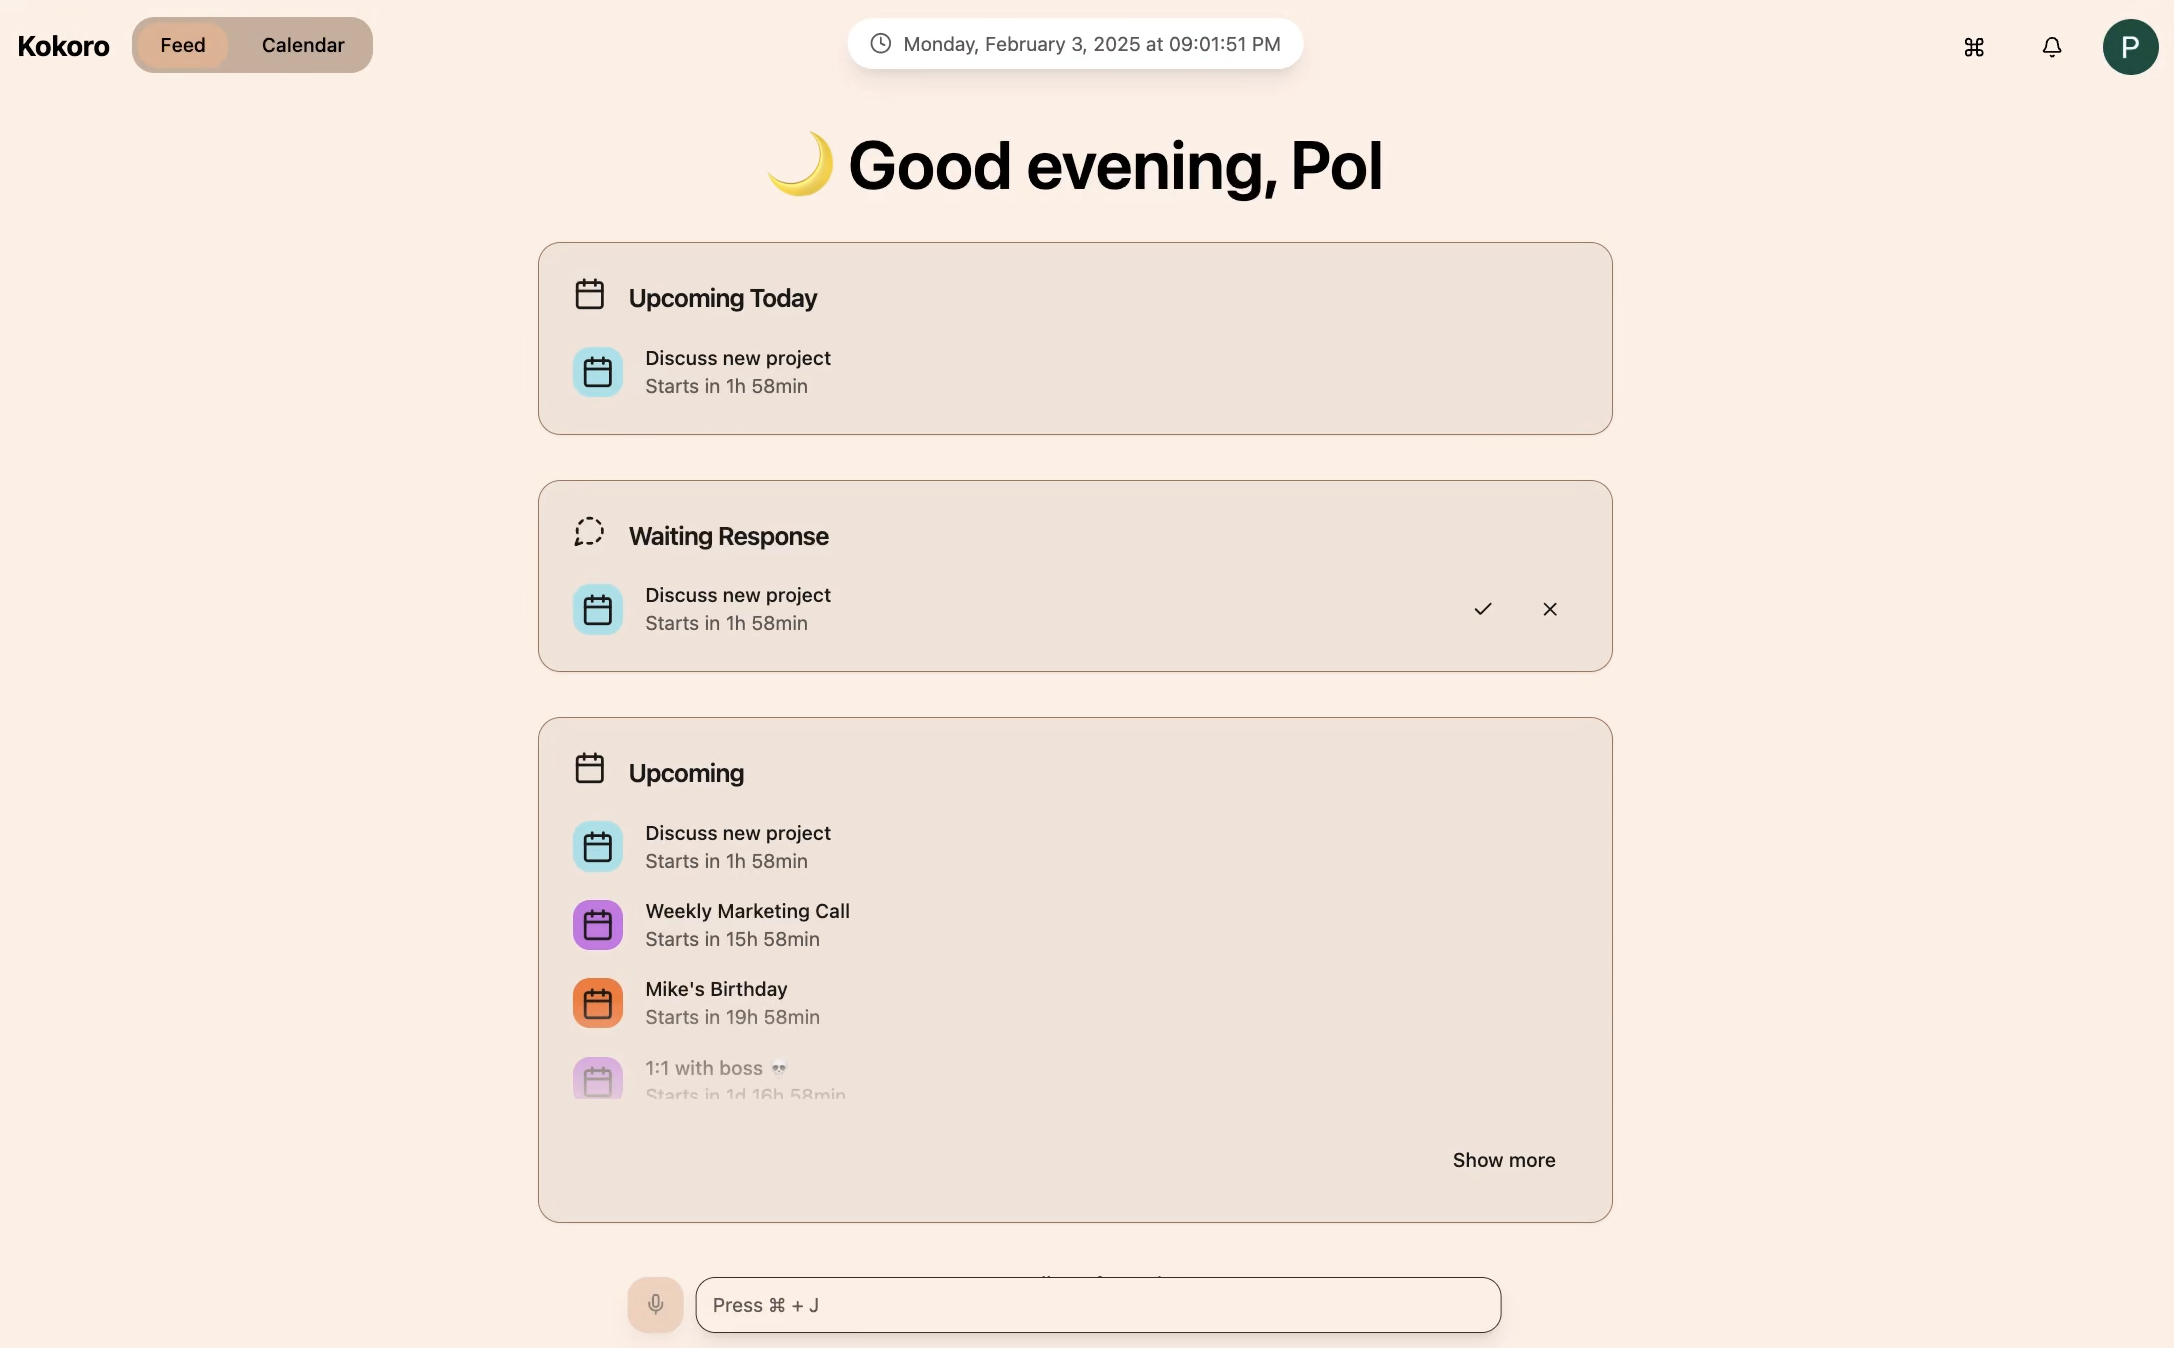 Kokoro
Feed
Calendar
Monday, February 3, 2025 at 09:01:51 PM
P
🌙 Good evening, Pol
Upcoming Today
Discuss new project
Starts in 1h 58min
Waiting Response
Discuss new project
Starts in 1h 58min
Upcoming
Discuss new project
Starts in 1h 58min
Weekly Marketing Call
Starts in 15h 58min
Mike's Birthday
Starts in 19h 58min
1:1 with boss 💀
Starts in 1d 16h 58min
Show more
Press ⌘ + J